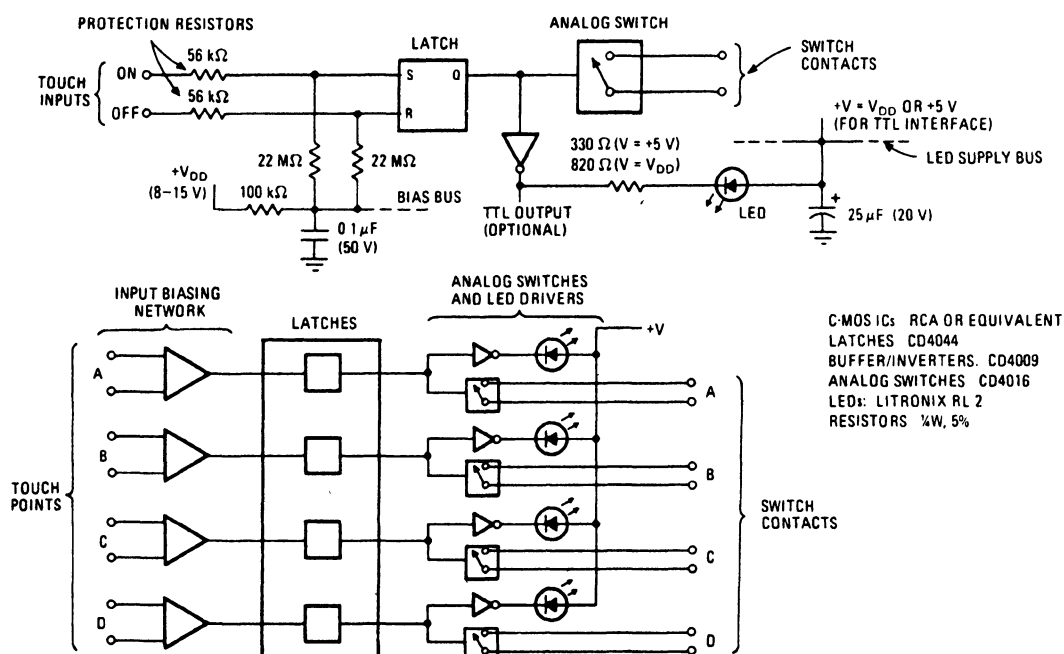 PROTECTION RESISTORS
ANALOG SWITCH
LATCH
56 kΩ
TOUCH
INPUTS
ON
S
Q
SWITCH
CONTACTS
56 kΩ
OFF
R
+V = VDD OR +5 V
(FOR TTL INTERFACE)
22 MΩ
22 MΩ
330 Ω (V = +5 V)
820 Ω (V = VDD)
LED SUPPLY BUS
+VDD
(8–15 V)
100 kΩ
BIAS BUS
LED
+
TTL OUTPUT
(OPTIONAL)
0 1 μF
(50 V)
25 μF (20 V)
INPUT BIASING
NETWORK
LATCHES
ANALOG SWITCHES
AND LED DRIVERS
+V
C-MOS ICs RCA OR EQUIVALENT
LATCHES CD4044
BUFFER/INVERTERS. CD4009
ANALOG SWITCHES CD4016
LEDs: LITRONIX RL 2
RESISTORS ¼W, 5%
A
A
B
B
TOUCH
POINTS
SWITCH
CONTACTS
C
C
D
D